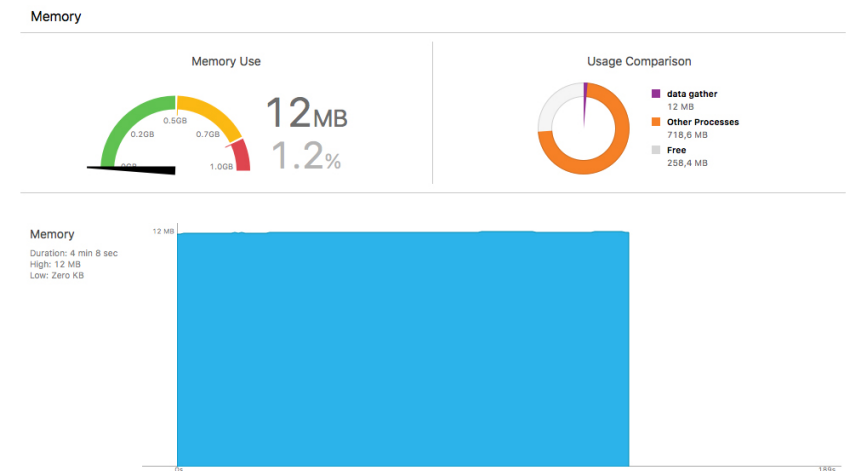 Memory
Memory Use
Usage Comparison
0GB
0.2GB
0.5GB
0.7GB
1.0GB
12MB
1.2%
data gather
12 MB
Other Processes
718,6 MB
Free
258,4 MB
Memory
Duration: 4 min 8 sec
High: 12 MB
Low: Zero KB
12 MB
0s
189s